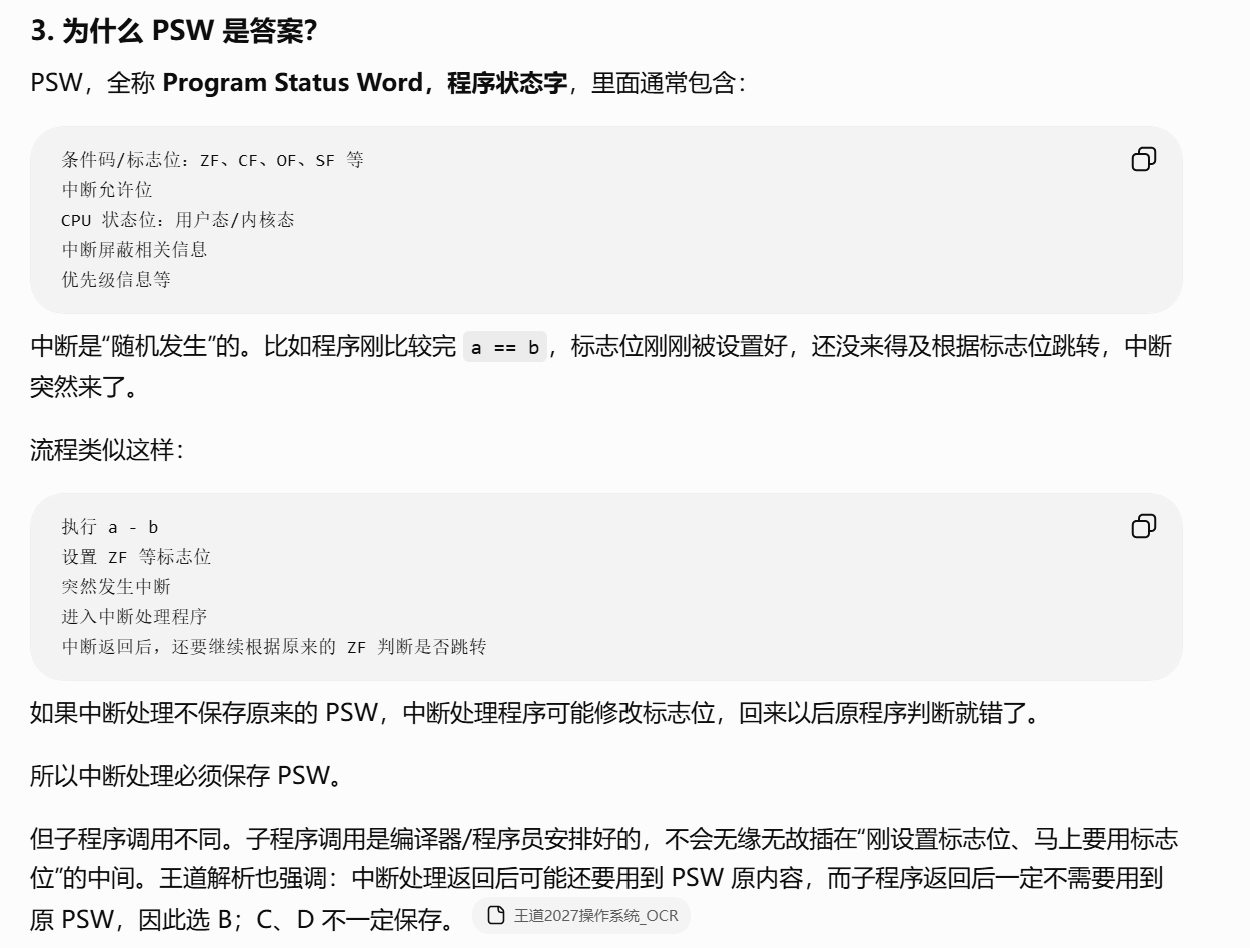 3. 为什么 PSW 是答案？
PSW，全称 Program Status Word，程序状态字，里面通常包含：
条件码/标志位：ZF、CF、OF、SF 等
中断允许位
CPU 状态位：用户态/内核态
中断屏蔽相关信息
优先级信息等
中断是“随机发生”的。比如程序刚比较完 a == b，标志位刚刚被设置好，还没来得及根据标志位跳转，中断
突然来了。
流程类似这样：
执行 a - b
设置 ZF 等标志位
突然发生中断
进入中断处理程序
中断返回后，还要继续根据原来的 ZF 判断是否跳转
如果中断处理不保存原来的 PSW，中断处理程序可能修改标志位，回来以后原程序判断就错了。
所以中断处理必须保存 PSW。
但子程序调用不同。子程序调用是编译器/程序员安排好的，不会无缘无故插在“刚设置标志位、马上要用标志
位”的中间。王道解析也强调：中断处理返回后可能还要用到 PSW 原内容，而子程序返回后一定不需要用到
原 PSW，因此选 B；C、D 不一定保存。 王道2027操作系统_OCR